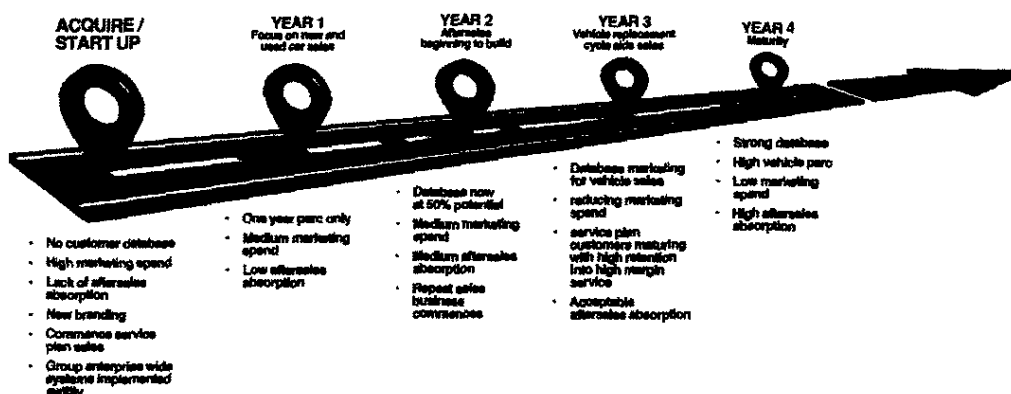 ACQUIRE /
START UP
YEAR 1
Focus on new and
used car sales
YEAR 2
Aftersales
beginning to build
YEAR 3
Vehicle replacement
cycle aids sales
YEAR 4
Maturity
· No customer database
· High marketing spend
· Lack of aftersales
absorption
· New branding
· Commence service
plan sales
· Group enterprise wide
systems implemented
· One year parc only
· Medium marketing
spend
· Low aftersales
absorption
· Database now
at 50% potential
· Medium marketing
spend
· Medium aftersales
absorption
· Repeat sales
business
commences
· Database marketing
for vehicle sales
· reducing marketing
spend
· service plan
customers maturing
with high retention
into high margin
service
· Acceptable
aftersales absorption
· Strong database
· High vehicle parc
· Low marketing
spend
· High aftersales
absorption